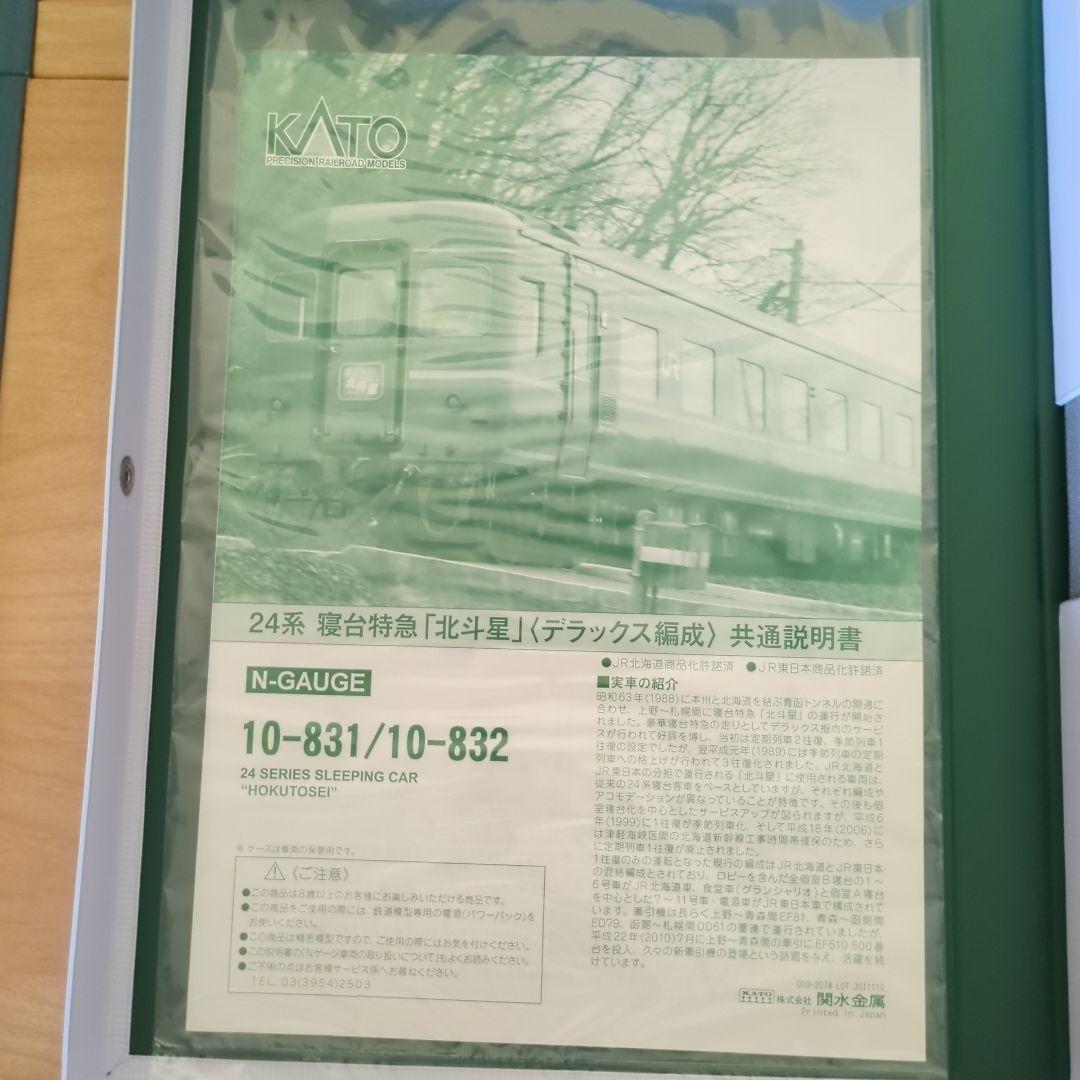 KATO
PRECISION RAILROAD MODELS
北斗星
JR
24系 寝台特急「北斗星」〈デラックス編成〉 共通説明書
●JR北海道商品化許諾済 ●JR東日本商品化許諾済
N-GAUGE
10-831/10-832
24 SERIES SLEEPING CAR
“HOKUTOSEI”
※ ケースは車両の保管用です。
⚠〈ご注意〉
●この商品は8歳以上のお客様にお楽しみいただける商品です。
●この商品をご使用の際には、鉄道模型専用の電源(パワーパック)を
お使いください。
●この商品は精密模型ですので、ご使用の際にはお気を付けください。
●この説明書の「Nゲージ車両の取り扱いについて」もよくお読みください。
●ご不明の点はお客様サービス係へお尋ねください。
TEL. 03(3954)2503
■実車の紹介
昭和63年(1988)に本州と北海道を結ぶ青函トンネルの開通に
合わせ、上野〜札幌間に寝台特急「北斗星」の運行が開始さ
れました。豪華寝台特急の走りとしてデラックス指向のサービ
スが行われて好評を博し、当初は定期列車2往復、季節列車1
往復の設定でしたが、翌平成元年(1989)には季節列車の定期
列車への格上げが行われて3往復化されました。JR北海道と
JR東日本の分担で運行される「北斗星」に使用される車両は、
従来の24系寝台客車をベースとしていますが、それぞれ編成や
アコモデーションが異なっていることが特徴です。その後も個
室寝台化を中心としたサービスアップが図られますが、平成6
年(1999)に1往復が季節列車化、そして平成18年(2006)に
は津軽海峡区間の北海道新幹線工事時間帯確保のため、さら
に定期列車1往復が廃止されました。
1往復のみの運転となった現行の編成はJR北海道とJR東日本
の混結編成とされており、ロビーを含んだ全個室B寝台の1〜
6号車がJR北海道車、食堂車(グランシャリオ)と個室A寝台
を中心とした7〜11号車・電源車がJR東日本車で構成されて
います。牽引機は長らく上野〜青森間EF81、青森〜函館間
ED79、函館〜札幌間DD51の重連で運行されていましたが、
平成22年(2010)7月に上野〜青森間の牽引にEF510 500番
台を投入、久々の新牽引機の登場という話題を与え、活躍を続
けています。
010-2074 LOT 3011110
KATO 株式会社 関水金属
Printed in Japan